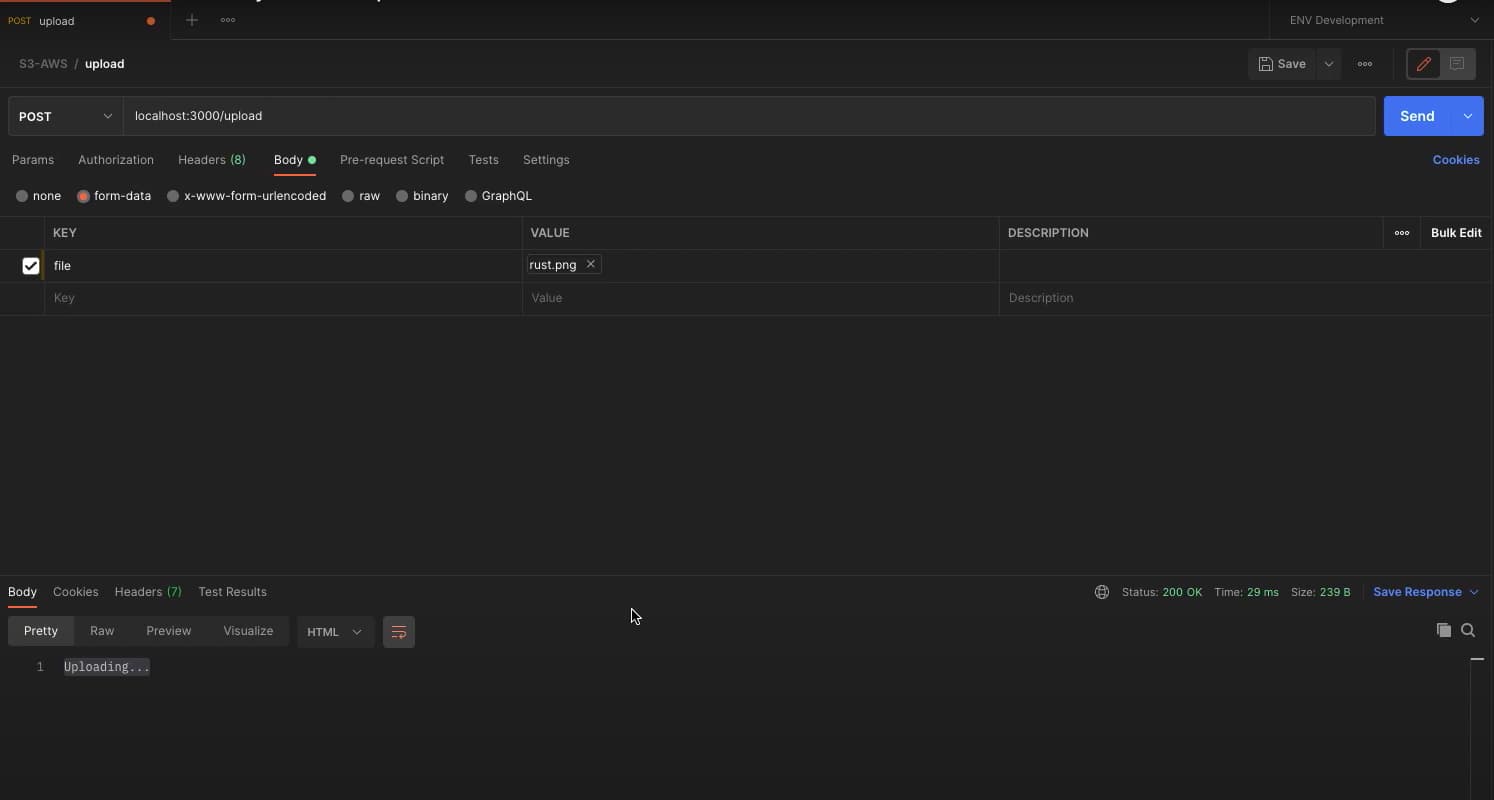 POST upload
ENV Development
S3-AWS / upload
Save
POST localhost:3000/upload Send
Params Authorization Headers (8) Body Pre-request Script Tests Settings Cookies
none form-data x-www-form-urlencoded raw binary GraphQL
KEY VALUE DESCRIPTION Bulk Edit
file rust.png
Key Value Description
Body Cookies Headers (7) Test Results Status: 200 OK Time: 29 ms Size: 239 B Save Response
Pretty Raw Preview Visualize HTML
1 Uploading...